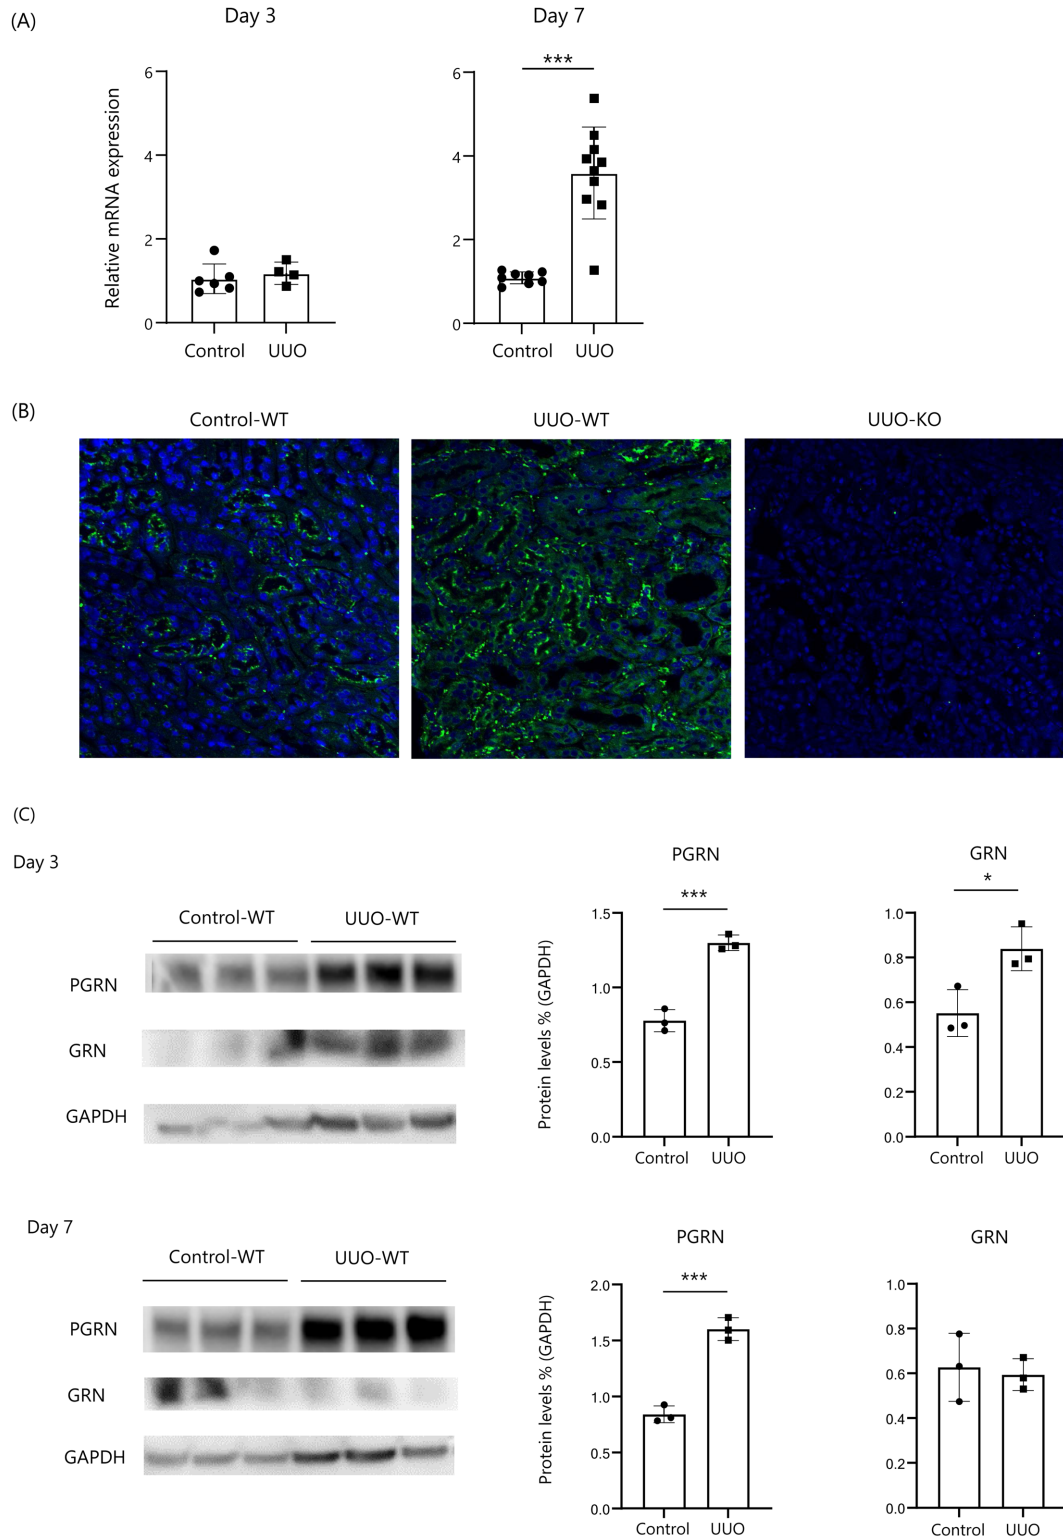 (A)
Day 3
Day 7
Relative mRNA expression
6
4
2
0
Control
UUO
***
6
4
2
0
Control
UUO
(B)
Control-WT
UUO-WT
UUO-KO
(C)
Day 3
Control-WT
UUO-WT
PGRN
GRN
GAPDH
PGRN
***
Protein levels % (GAPDH)
1.5
1.0
0.5
0.0
Control
UUO
GRN
*
1.0
0.8
0.6
0.4
0.2
0.0
Control
UUO
Day 7
Control-WT
UUO-WT
PGRN
GRN
GAPDH
PGRN
***
Protein levels % (GAPDH)
2.0
1.5
1.0
0.5
0.0
Control
UUO
GRN
1.0
0.8
0.6
0.4
0.2
0.0
Control
UUO